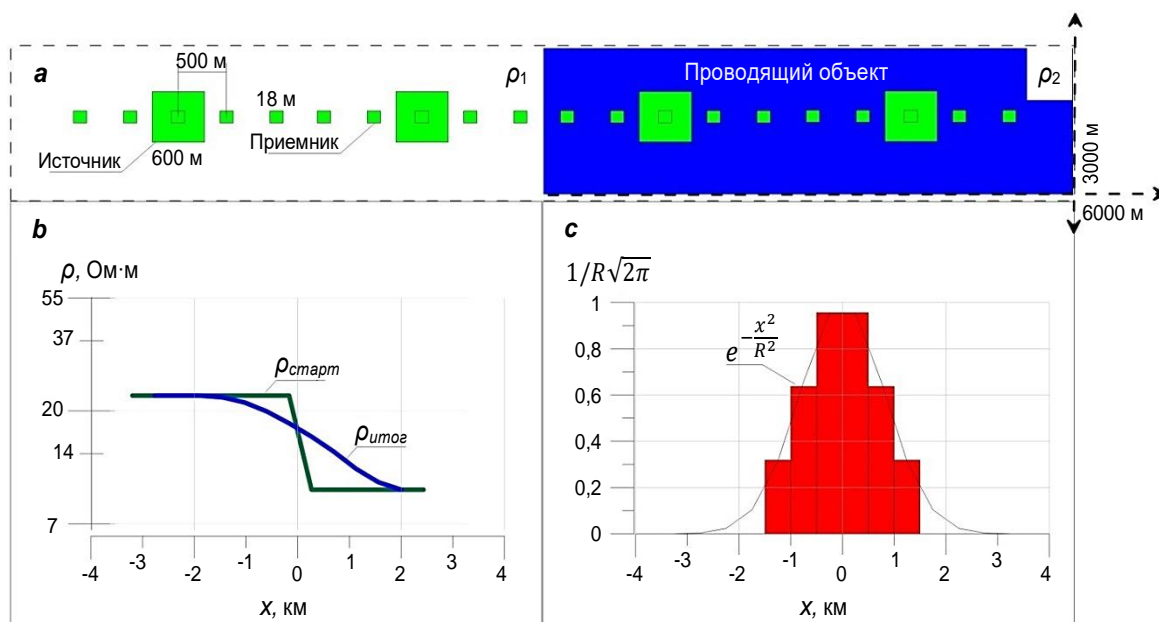 a
500 м
ρ1
Проводящий объект
ρ2
18 м
Приемник
Источник
600 м
3000 м
6000 м
b
ρ, Ом·м
55
37
20
14
7
ρстарт
ρитог
-4 -3 -2 -1 0 1 2 3 4
x, км
c
1/R√2π
1
0,8
0,6
0,4
0,2
0
e^{-x²/R²}
-4 -3 -2 -1 0 1 2 3 4
x, км